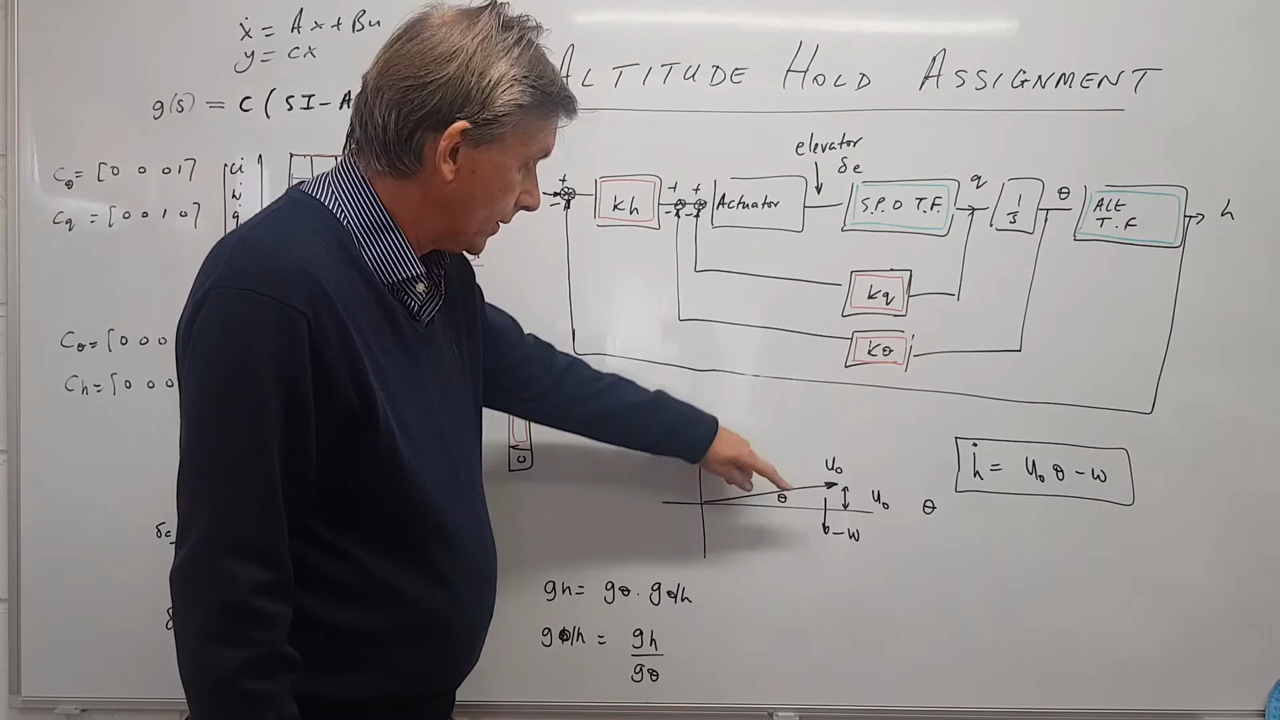 ẋ = Ax + Bu
y = cx
ALTITUDE HOLD ASSIGNMENT
g(s) = C ( SI - A
elevator
δe
Cθ = [0 0 0 1]
Cq = [0 0 1 0]
+
-
kh
+ +
- -
Actuator
S.P.O T.F.
q
1/s
θ
ALT
T.F
h
kq
kθ
Cθ = [0 0 0
Ch = [0 0 0
u₀
θ
u₀ θ
-w
ḣ = u₀ θ - w
gh = gθ . gθ/h
gθ/h = gh/gθ